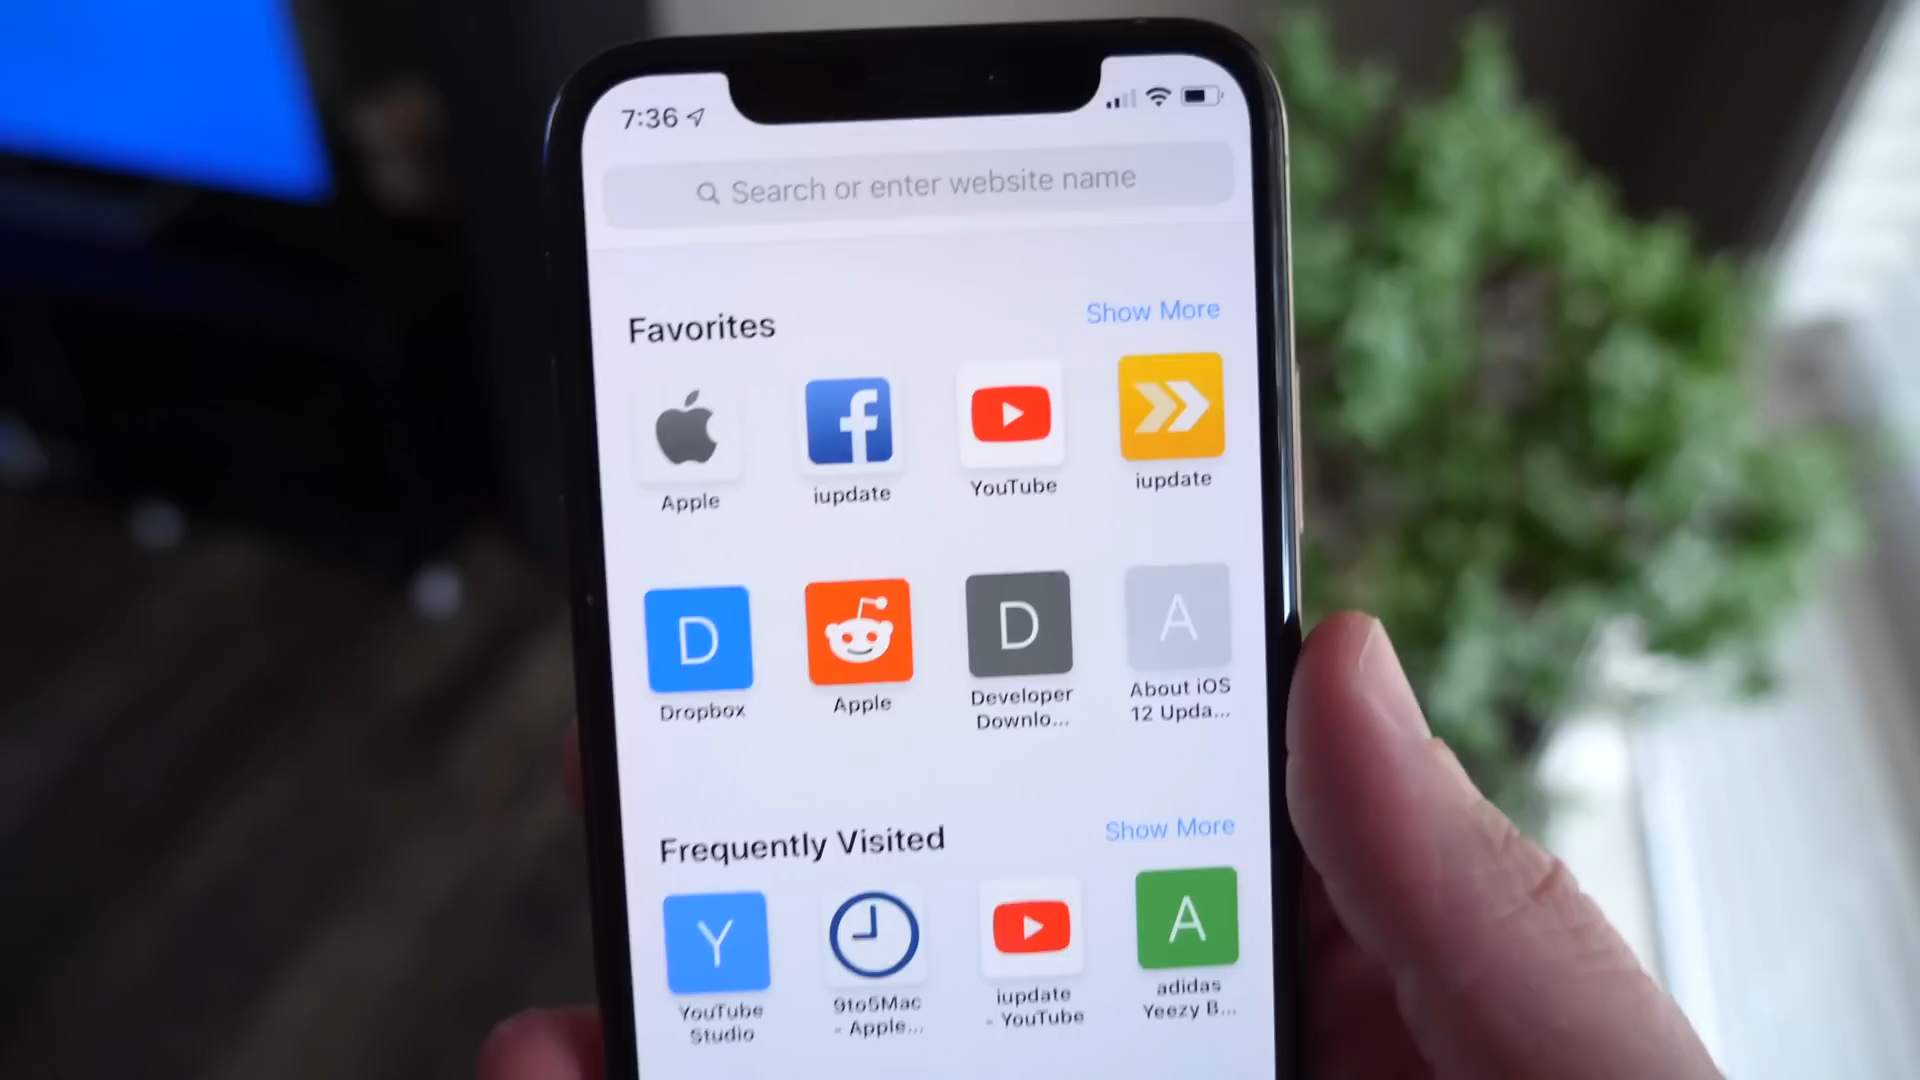 7:36
Search or enter website name
Favorites
Show More
Apple
iupdate
YouTube
iupdate
D
D
A
Dropbox
Apple
Developer
Downlo...
About iOS
12 Upda...
Frequently Visited
Show More
Y
A
YouTube
Studio
9to5Mac
- Apple...
iupdate
- YouTube
adidas
Yeezy B...